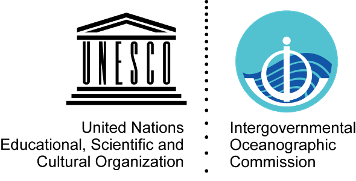 UNESCO
United Nations
Educational, Scientific and
Cultural Organization
Intergovernmental
Oceanographic
Commission